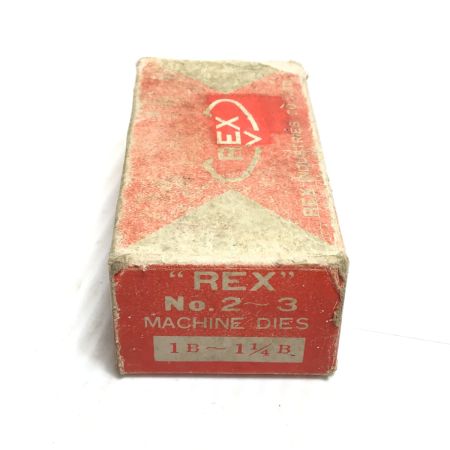 REX
REX INDUSTRIES
"REX"
No. 2~3
MACHINE DIES
1B~1¼B.